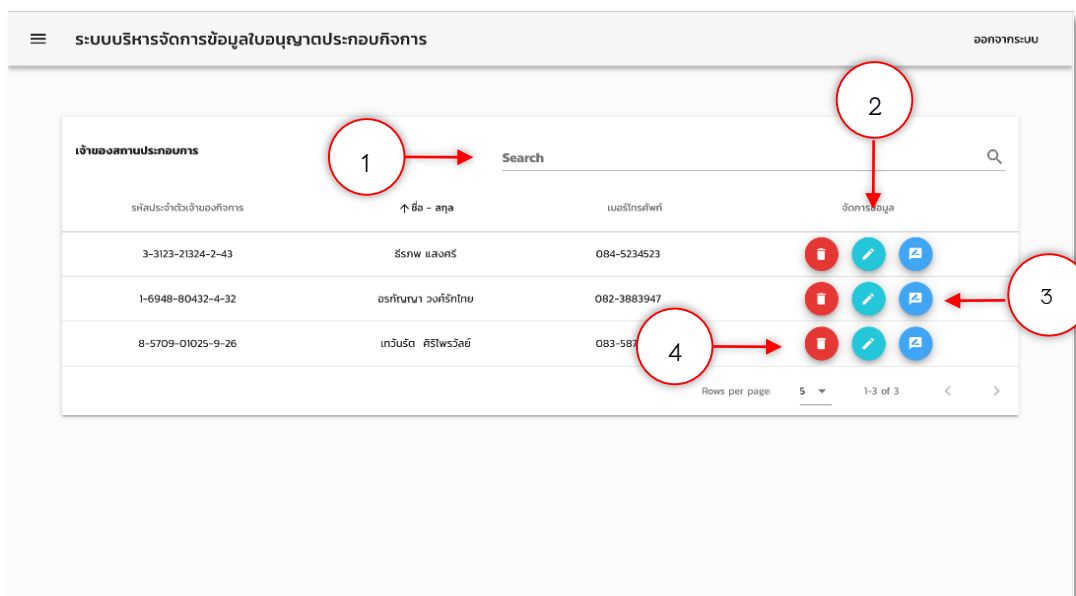 ระบบบริหารจัดการข้อมูลใบอนุญาตประกอบกิจการ ออกจากระบบ
2
เจ้าของสถานประกอบการ 1 Search
รหัสประจำตัวเจ้าของกิจการ ชื่อ - สกุล เบอร์โทรศัพท์ จัดการข้อมูล
3-3123-21324-2-43 ธีรภพ แสงศรี 084-5234523
1-6948-80432-4-32 อรกัญญา วงศ์รักไทย 082-3883947 3
8-5709-01025-9-26 เทวันรัต ศิริไพรวัลย์ 083-587 4
Rows per page: 5 1-3 of 3